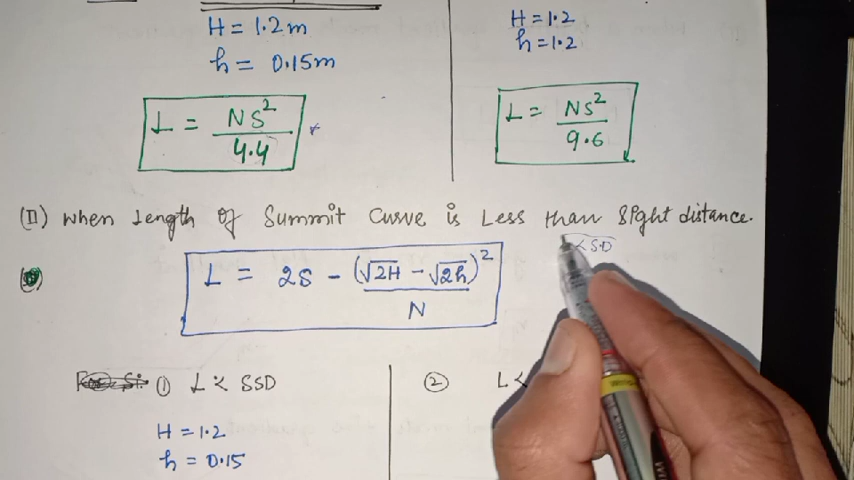 H = 1.2m
h = 0.15m
L = NS²/4.4
H = 1.2
h = 1.2
L = NS²/9.6
(II) When Length Of Summit Curve is Less than Sight distance.
< S.D
L = 2S - (√2H - √2h)²/N
① L < SSD
H = 1.2
h = 0.15
② L <